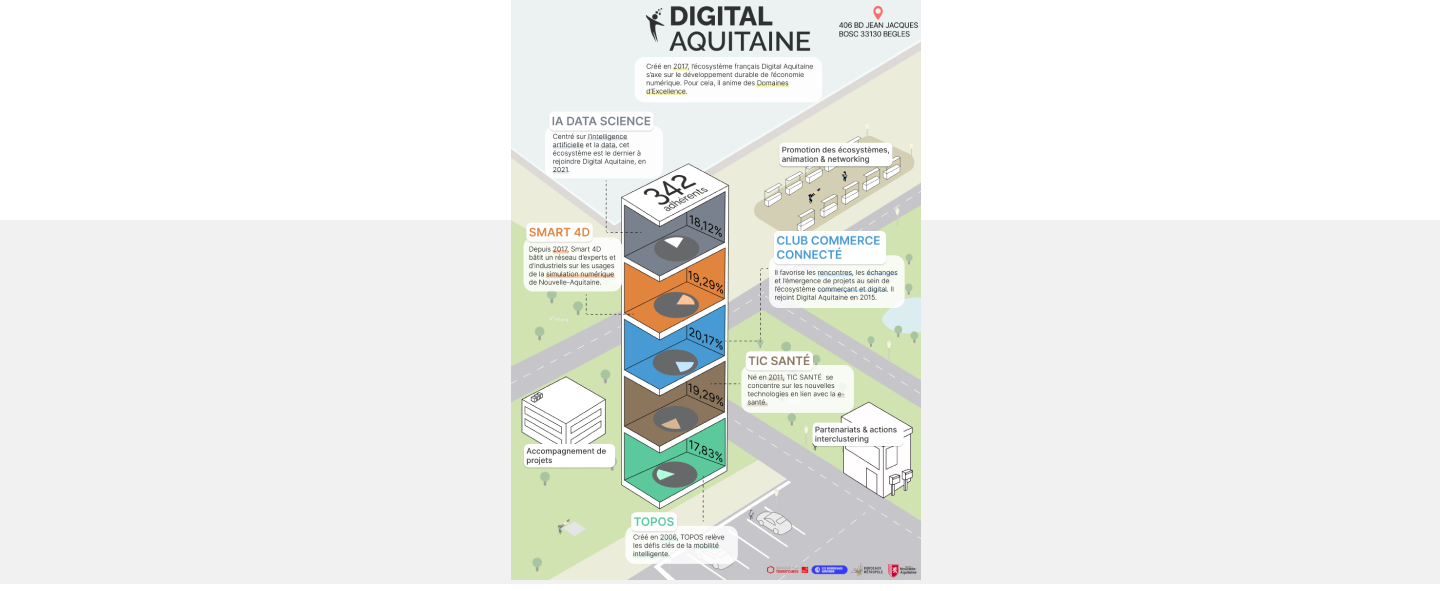 DIGITAL
AQUITAINE
406 BD JEAN JACQUES
BOSC 33130 BEGLES
Créé en 2017, l'écosystème français Digital Aquitaine
s'axe sur le développement durable de l'économie
numérique. Pour cela, il anime des Domaines
d'Excellence.
IA DATA SCIENCE
Centré sur l'intelligence
artificielle et la data, cet
écosystème est le dernier à
rejoindre Digital Aquitaine, en
2021.
Promotion des écosystèmes,
animation & networking
342
adhérents
18,12%
SMART 4D
Depuis 2017, Smart 4D
bâtit un réseau d'experts et
d'industriels sur les usages
de la simulation numérique
de Nouvelle-Aquitaine.
19,29%
CLUB COMMERCE
CONNECTÉ
Il favorise les rencontres, les échanges
et l'émergence de projets au sein de
l'écosystème commerçant et digital. Il
rejoint Digital Aquitaine en 2015.
20,17%
TIC SANTÉ
Né en 2011, TIC SANTÉ se
concentre sur les nouvelles
technologies en lien avec la e-
santé.
19,29%
Accompagnement de
projets
Partenariats & actions
interclustering
17,83%
TOPOS
Créé en 2006, TOPOS relève
les défis clés de la mobilité
intelligente.
BORDEAUX
MÉTROPOLE
Nouvelle-
Aquitaine